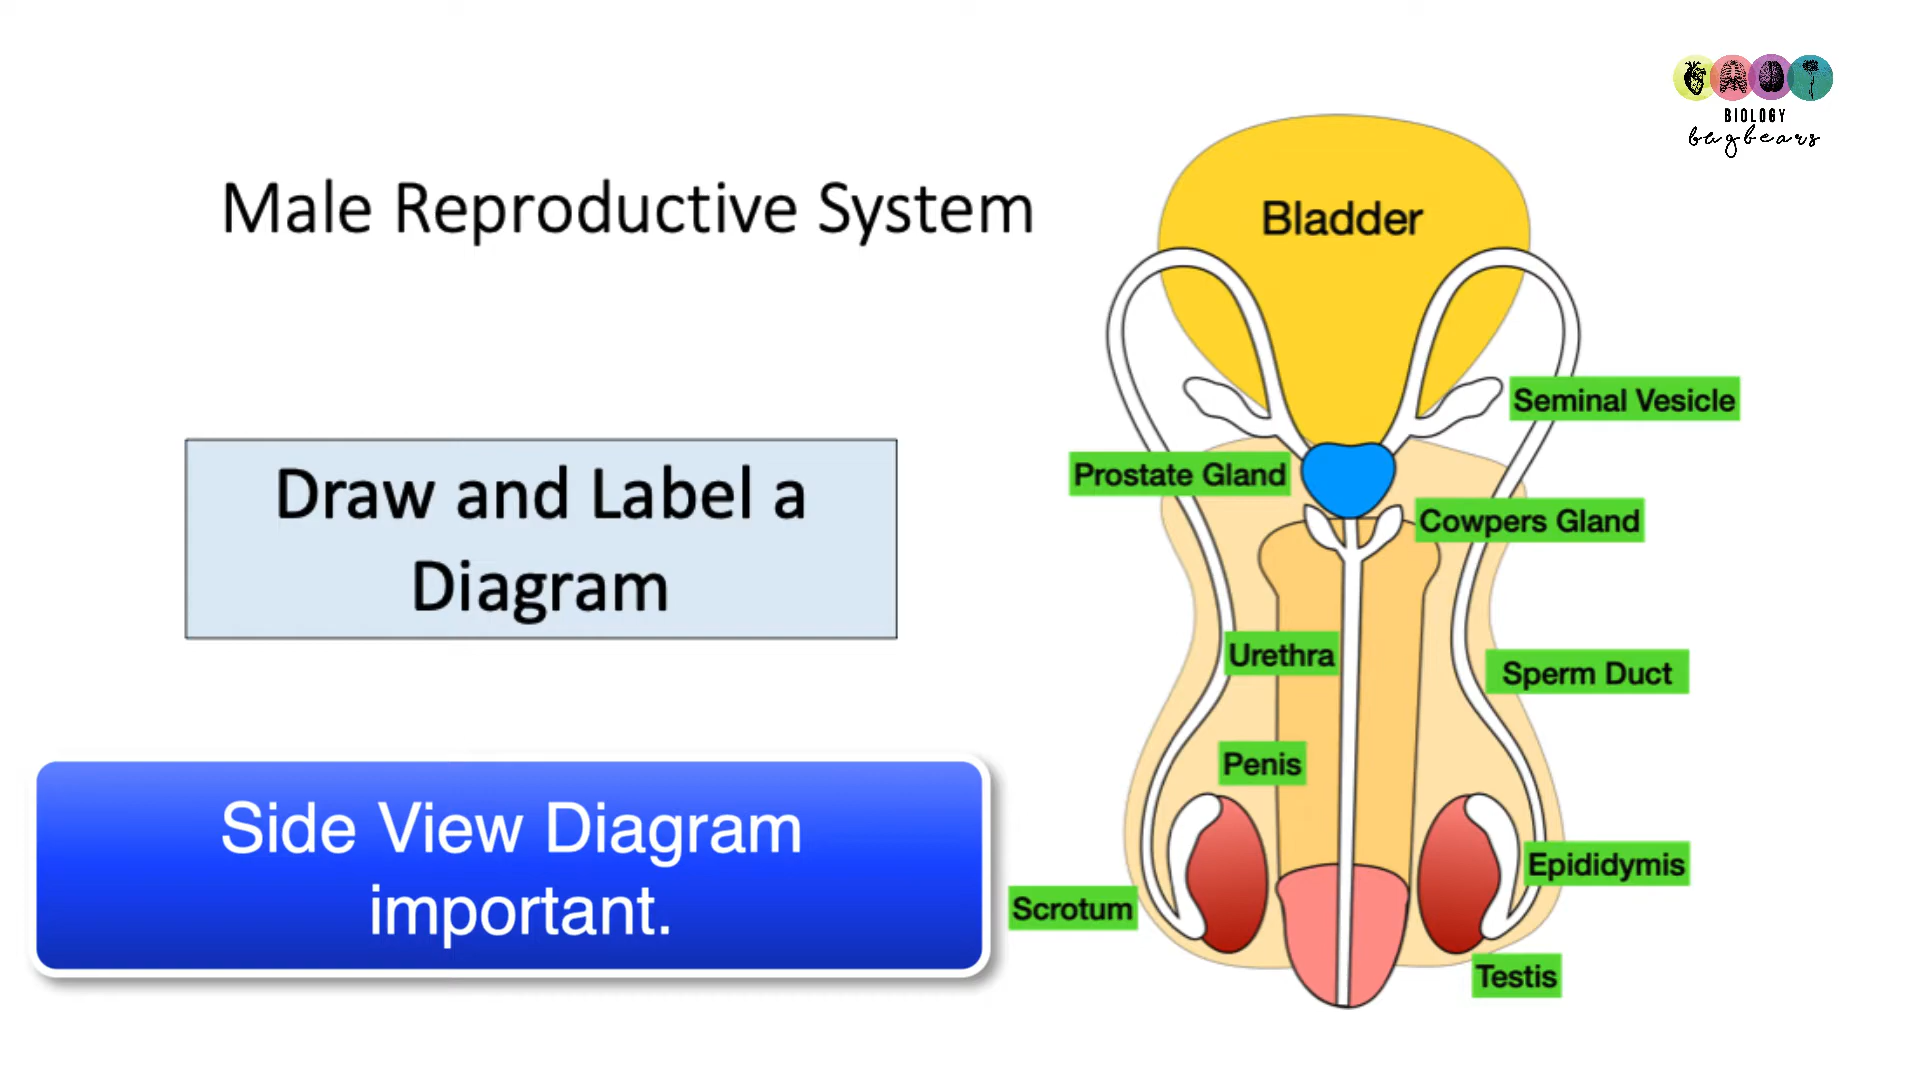 BIOLOGY
bugbears
Male Reproductive System
Bladder
Draw and Label a
Diagram
Seminal Vesicle
Prostate Gland
Cowpers Gland
Urethra
Sperm Duct
Penis
Side View Diagram
important.
Epididymis
Scrotum
Testis